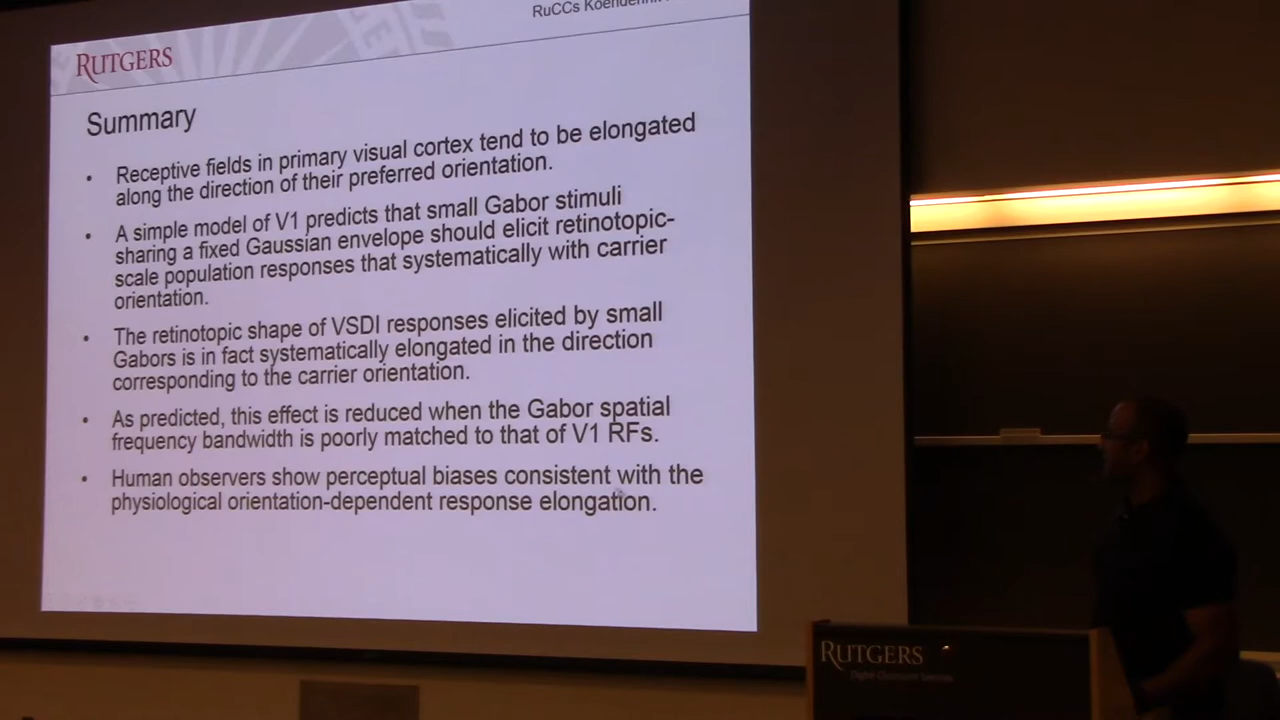 RuCCs
RUTGERS
Summary
• Receptive fields in primary visual cortex tend to be elongated
along the direction of their preferred orientation.
• A simple model of V1 predicts that small Gabor stimuli
sharing a fixed Gaussian envelope should elicit retinotopic-
scale population responses that systematically with carrier
orientation.
• The retinotopic shape of VSDI responses elicited by small
Gabors is in fact systematically elongated in the direction
corresponding to the carrier orientation.
• As predicted, this effect is reduced when the Gabor spatial
frequency bandwidth is poorly matched to that of V1 RFs.
• Human observers show perceptual biases consistent with the
physiological orientation-dependent response elongation.
RUTGERS
Digital Classroom